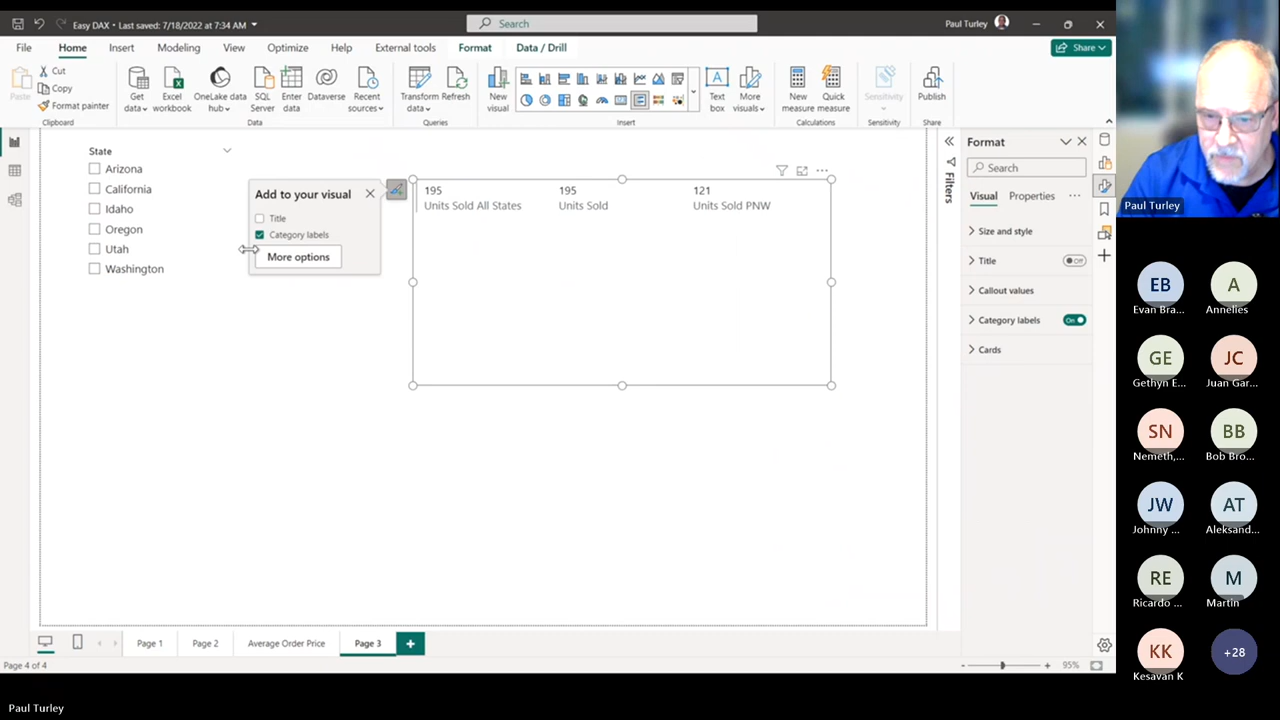 Easy DAX • Last saved: 7/18/2022 at 7:34 AM
Search
Paul Turley
File
Home
Insert
Modeling
View
Optimize
Help
External tools
Format
Data / Drill
Share
Paste
Cut
Copy
Format painter
Clipboard
Get data
Excel workbook
OneLake data hub
SQL Server
Enter data
Dataverse
Recent sources
Data
Transform data
Refresh
Queries
New visual
Text box
More visuals
Insert
New measure
Quick measure
Calculations
Sensitivity
Sensitivity
Publish
Share
State
Arizona
California
Idaho
Oregon
Utah
Washington
Add to your visual
Title
Category labels
More options
195
Units Sold All States
195
Units Sold
121
Units Sold PNW
Filters
Format
Search
Visual
Properties
Size and style
Title
Off
Callout values
Category labels
On
Cards
Page 1
Page 2
Average Order Price
Page 3
Page 4 of 4
95%
Paul Turley
EB
Evan Bra...
A
Annelies
GE
Gethyn E...
JC
Juan Gar...
SN
Nemeth,...
BB
Bob Bro...
JW
Johnny ...
AT
Aleksand...
RE
Ricardo ...
M
Martin
KK
Kesavan K
+28
Paul Turley